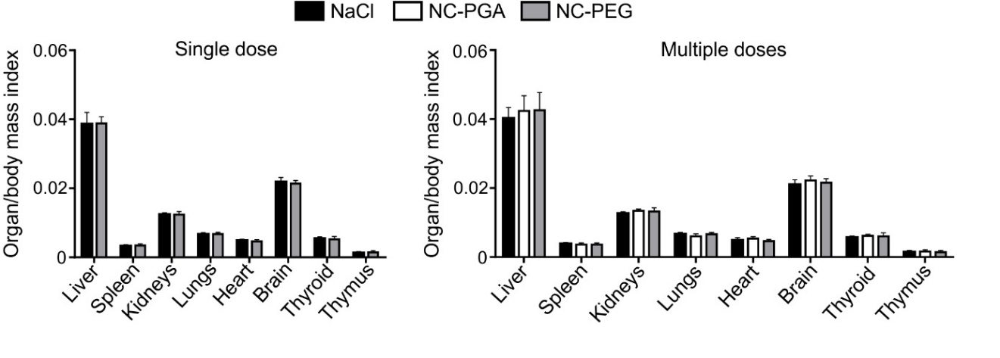 NaCl NC-PGA NC-PEG
Single dose
Organ/body mass index
0.06
0.04
0.02
0
Liver
Spleen
Kidneys
Lungs
Heart
Brain
Thyroid
Thymus
Multiple doses
Organ/body mass index
0.06
0.04
0.02
0
Liver
Spleen
Kidneys
Lungs
Heart
Brain
Thyroid
Thymus